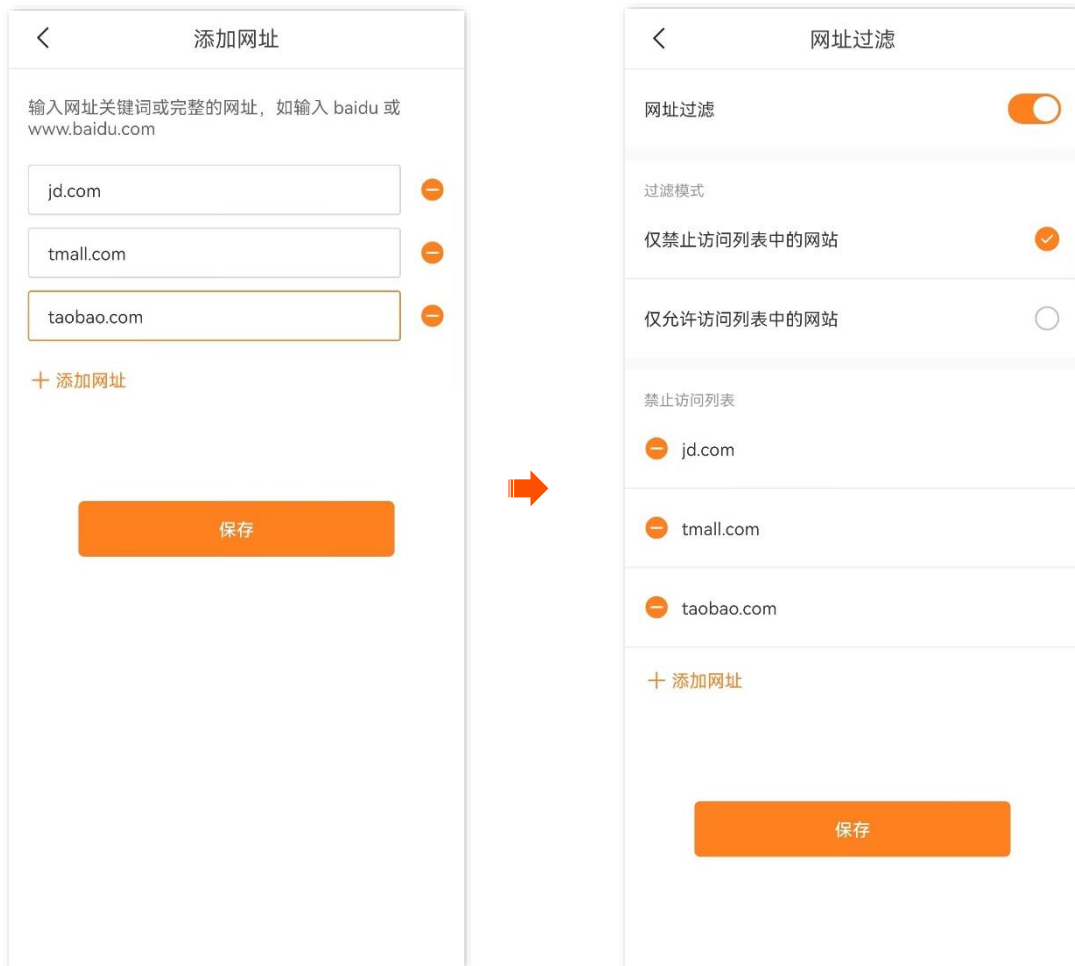 添加网址
输入网址关键词或完整的网址，如输入 baidu 或
www.baidu.com
jd.com
tmall.com
taobao.com
添加网址
保存
网址过滤
网址过滤
过滤模式
仅禁止访问列表中的网站
仅允许访问列表中的网站
禁止访问列表
jd.com
tmall.com
taobao.com
添加网址
保存